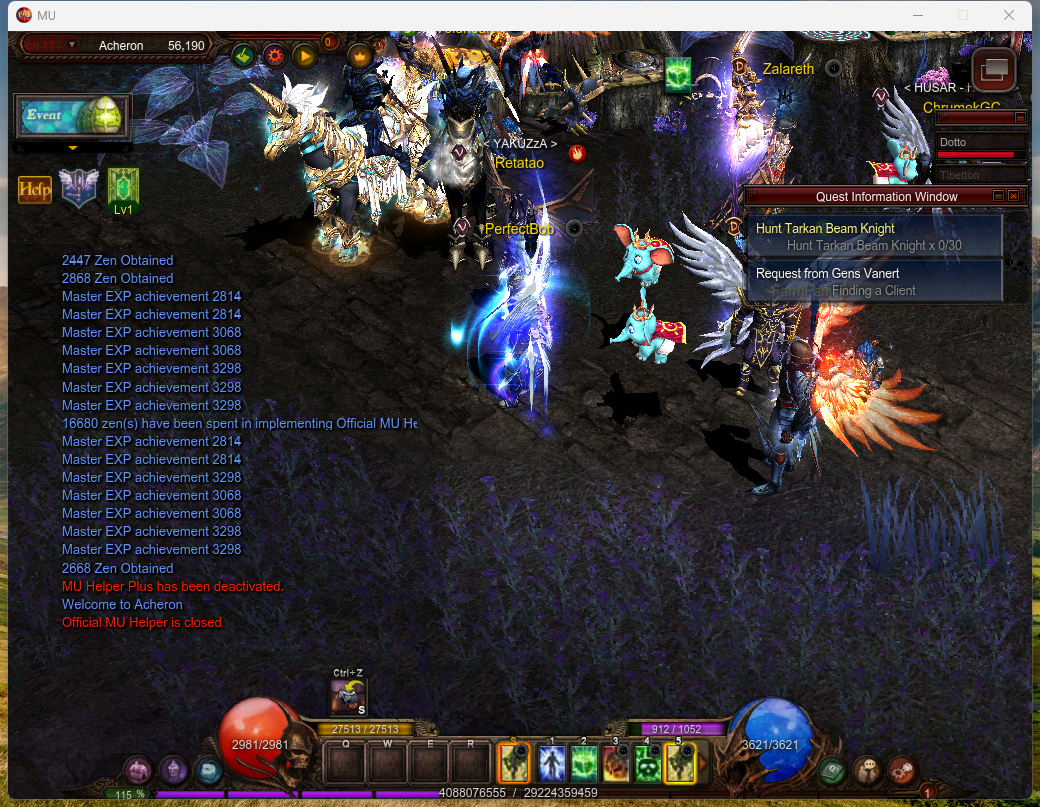 MU
Acheron 56,190
0
Event
Help
Lv1
Zalareth
< HUSAR -
ChrumekGC
Dotto
Tibetton
< YAKUZzA >
Retatao
PerfectBob
Quest Information Window
Hunt Tarkan Beam Knight
Hunt Tarkan Beam Knight x 0/30
Request from Gens Vanert
Finding a Client
2447 Zen Obtained
2868 Zen Obtained
Master EXP achievement 2814
Master EXP achievement 2814
Master EXP achievement 3068
Master EXP achievement 3068
Master EXP achievement 3298
Master EXP achievement 3298
Master EXP achievement 3298
16680 zen(s) have been spent in implementing Official MU He
Master EXP achievement 2814
Master EXP achievement 2814
Master EXP achievement 3298
Master EXP achievement 3068
Master EXP achievement 3068
Master EXP achievement 3298
Master EXP achievement 3298
2668 Zen Obtained
MU Helper Plus has been deactivated.
Welcome to Acheron
Official MU Helper is closed
Ctrl+Z
S
27513 / 27513
912 / 1052
2981/2981
Q W E R
1 2 3 4 5
3621/3621
115 %
4088076555 / 29224359459
1